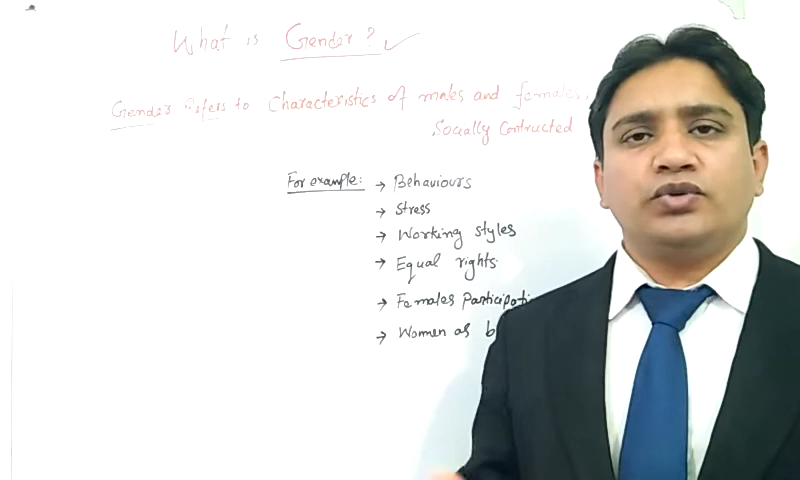 What is Gender?
Gender Refers to Characteristics of males and females,
Socially Contructed
For example: → Behaviours
→ Stress
→ Working styles
→ Equal rights.
→ Females
→ Women as